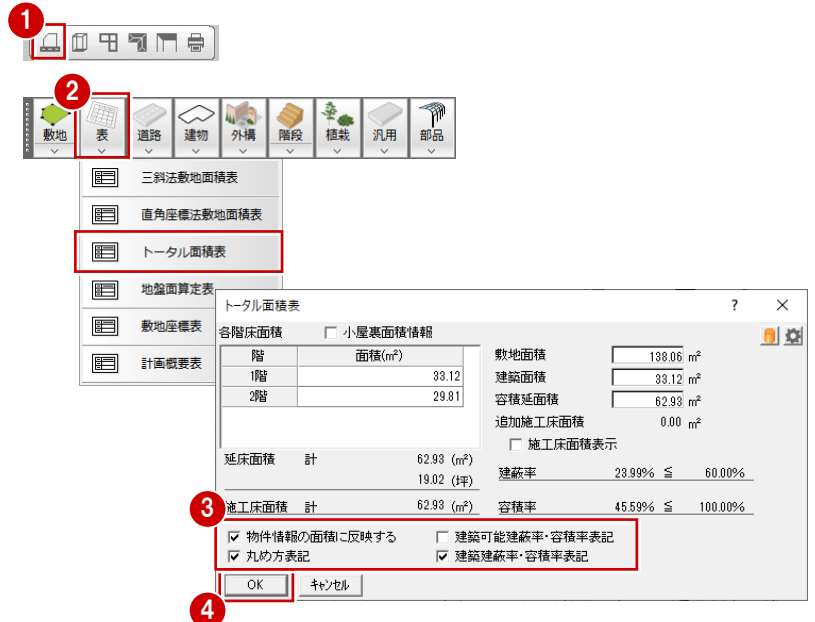 1
2
敷地 表 道路 建物 外構 階段 植栽 汎用 部品
三斜法敷地面積表
直角座標法敷地面積表
トータル面積表
地盤面算定表
敷地座標表
計画概要表
トータル面積表 ? ×
各階床面積 小屋裏面積情報
階 面積(m²)
1階 33.12
2階 29.81
敷地面積 138.06 m²
建築面積 33.12 m²
容積延面積 62.93 m²
追加施工床面積 0.00 m²
施工床面積表示
延床面積 計 62.93 (m²)
19.02 (坪)
建蔽率 23.99% ≦ 60.00%
施工床面積 計 62.93 (m²)
容積率 45.59% ≦ 100.00%
3
物件情報の面積に反映する 建築可能建蔽率・容積率表記
丸め方表記 建築建蔽率・容積率表記
OK キャンセル
4